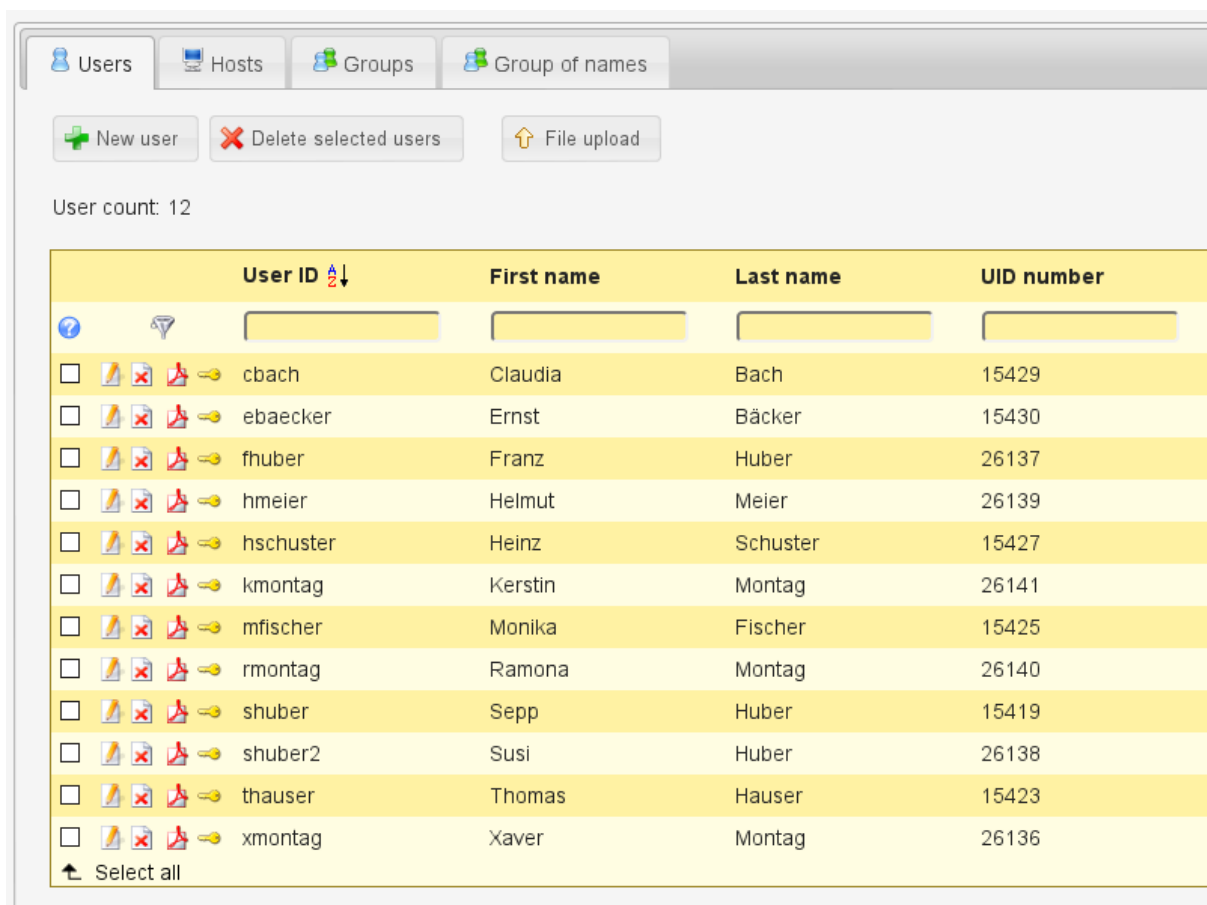 Users Hosts Groups Group of names
New user Delete selected users File upload
User count: 12
User ID First name Last name UID number
cbach Claudia Bach 15429
ebaecker Ernst Bäcker 15430
fhuber Franz Huber 26137
hmeier Helmut Meier 26139
hschuster Heinz Schuster 15427
kmontag Kerstin Montag 26141
mfischer Monika Fischer 15425
rmontag Ramona Montag 26140
shuber Sepp Huber 15419
shuber2 Susi Huber 26138
thauser Thomas Hauser 15423
xmontag Xaver Montag 26136
Select all